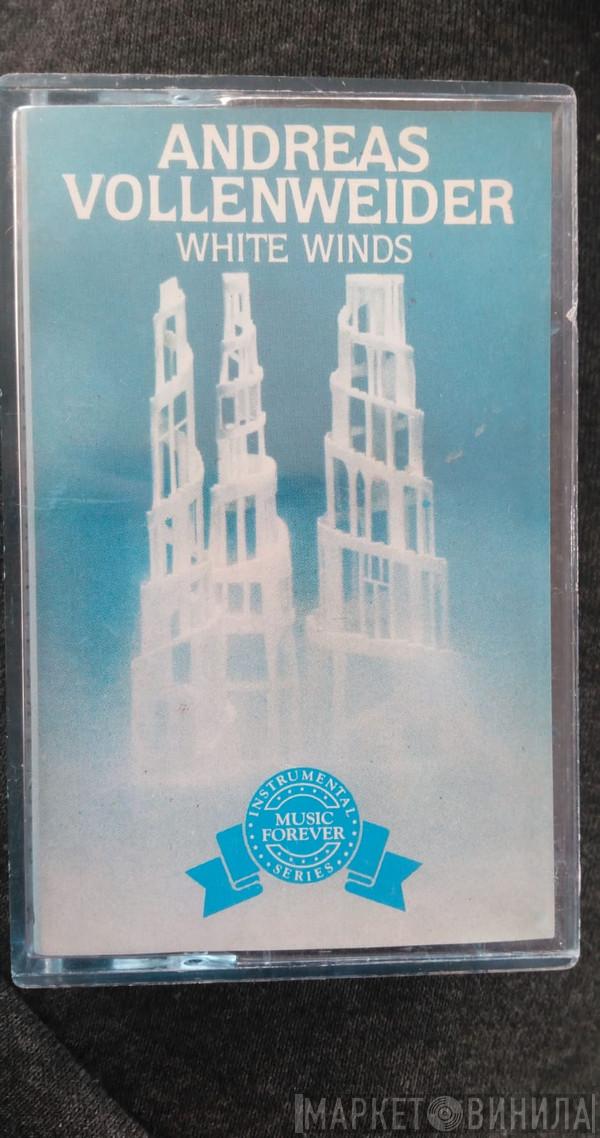 ANDREAS
VOLLENWEIDER
WHITE WINDS
INSTRUMENTAL
MUSIC
FOREVER
SERIES
МАРКЕТ ВИНИЛА